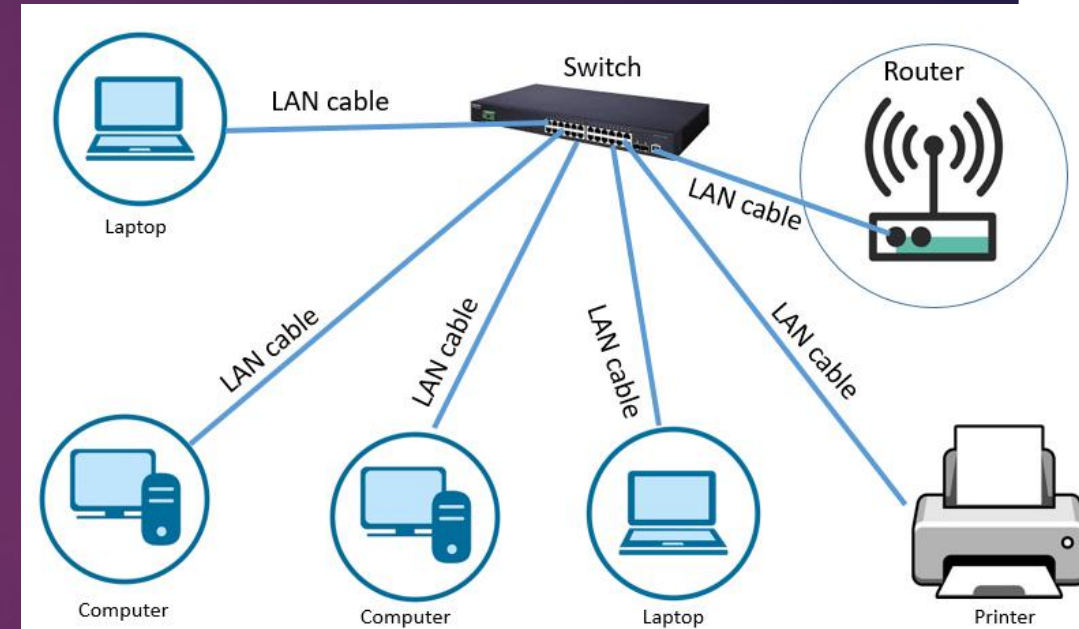 Switch
Router
LAN cable
LAN cable
Laptop
LAN cable
LAN cable
LAN cable
LAN cable
Computer
Computer
Laptop
Printer